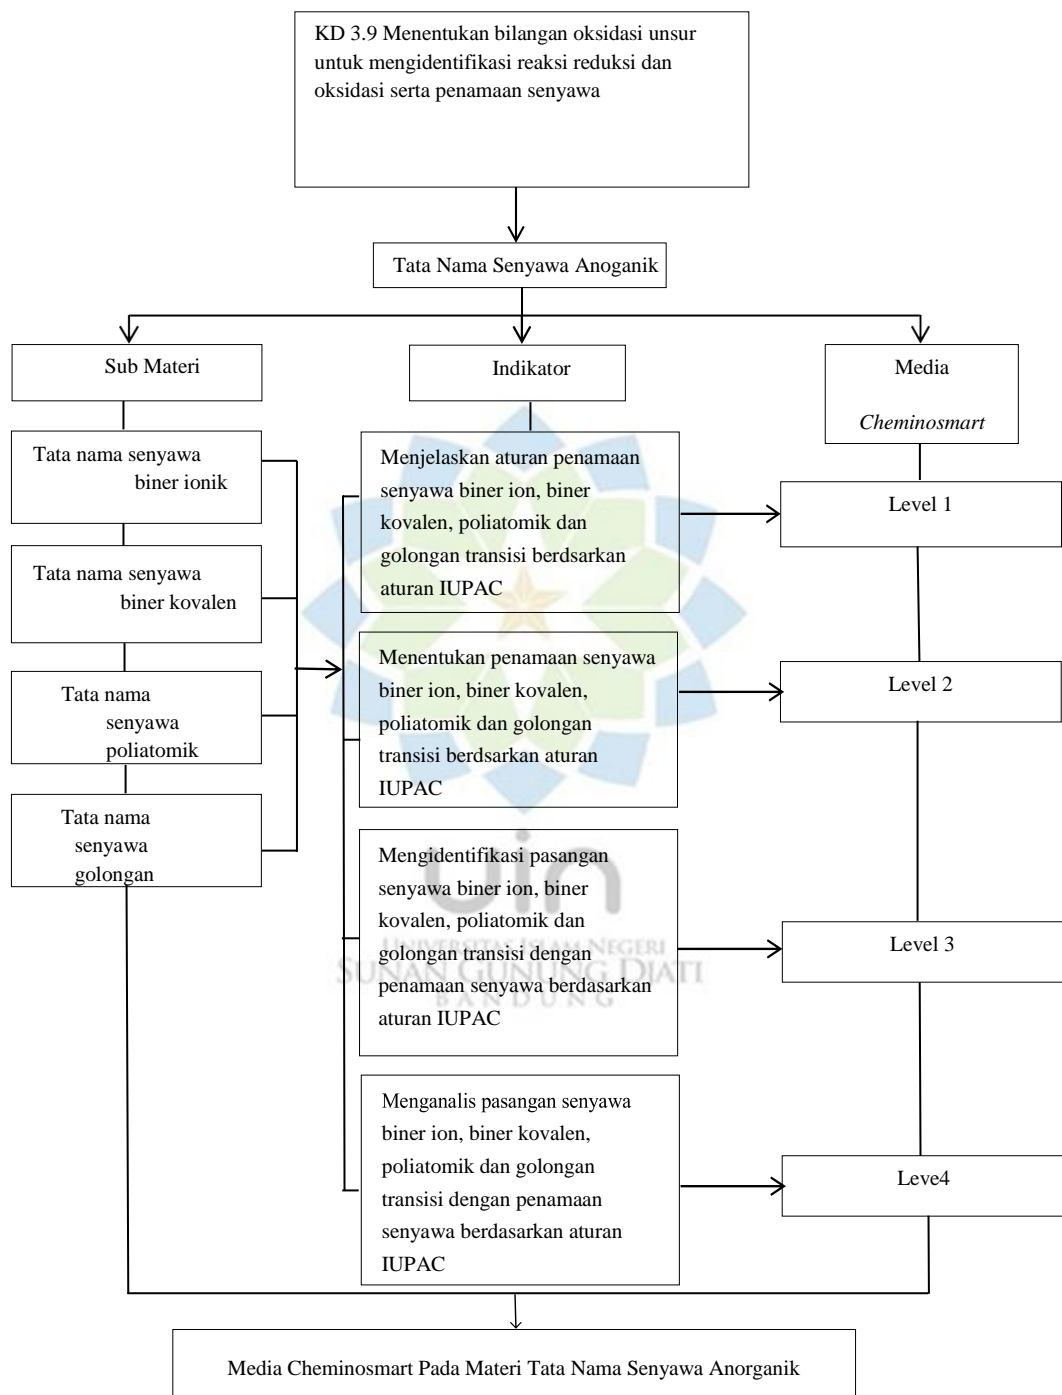 KD 3.9 Menentukan bilangan oksidasi unsur
untuk mengidentifikasi reaksi reduksi dan
oksidasi serta penamaan senyawa
Tata Nama Senyawa Anoganik
Sub Materi
Indikator
Media
Cheminosmart
Tata nama senyawa
biner ionik
Tata nama senyawa
biner kovalen
Tata nama
senyawa
poliatomik
Tata nama
senyawa
golongan
Menjelaskan aturan penamaan
senyawa biner ion, biner
kovalen, poliatomik dan
golongan transisi berdsarkan
aturan IUPAC
Menentukan penamaan senyawa
biner ion, biner kovalen,
poliatomik dan golongan
transisi berdsarkan aturan
IUPAC
Mengidentifikasi pasangan
senyawa biner ion, biner
kovalen, poliatomik dan
golongan transisi dengan
penamaan senyawa berdasarkan
aturan IUPAC
Menganalis pasangan senyawa
biner ion, biner kovalen,
poliatomik dan golongan
transisi dengan penamaan
senyawa berdasarkan aturan
IUPAC
Level 1
Level 2
Level 3
Leve4
uin
UNIVERSITAS ISLAM NEGERI
SUNAN GUNUNG DJATI
BANDUNG
Media Cheminosmart Pada Materi Tata Nama Senyawa Anorganik